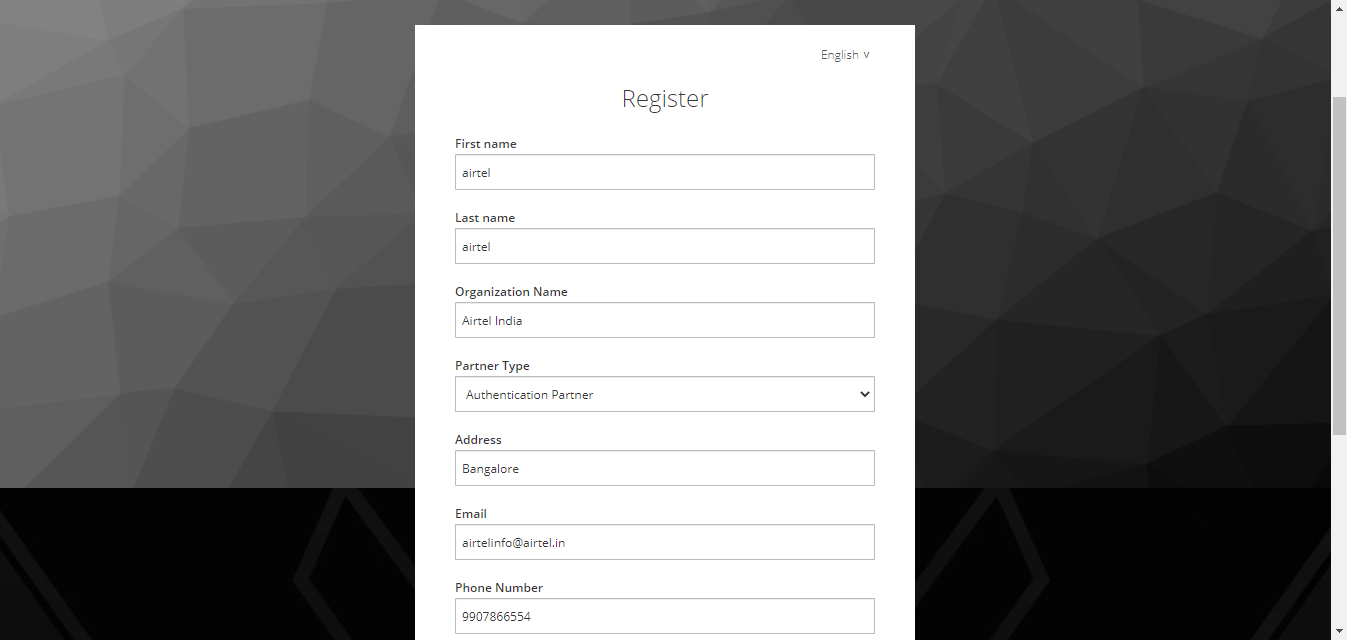 English v
Register
First name
airtel
Last name
airtel
Organization Name
Airtel India
Partner Type
Authentication Partner
Address
Bangalore
Email
airtelinfo@airtel.in
Phone Number
9907866554